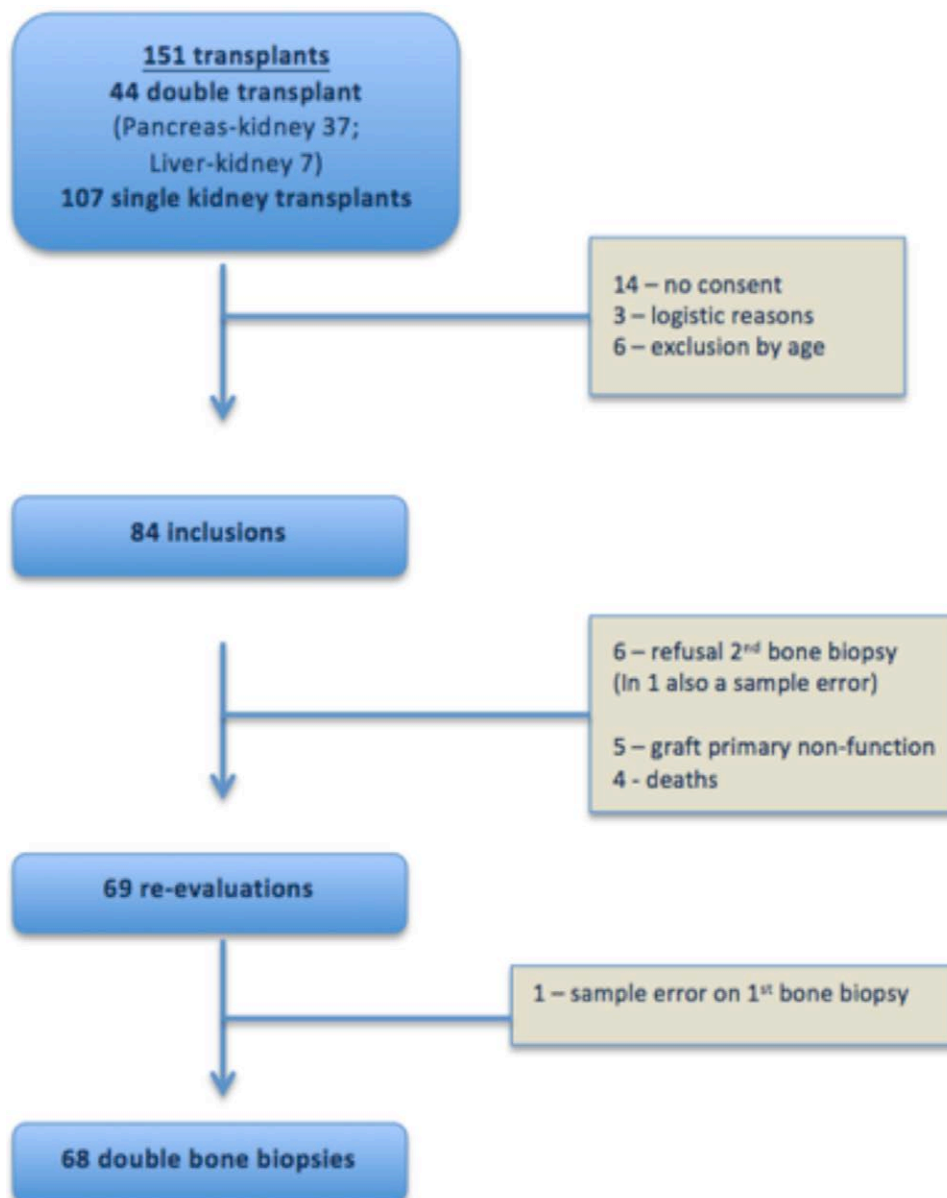 151 transplants
44 double transplant
(Pancreas-kidney 37;
Liver-kidney 7)
107 single kidney transplants
14 – no consent
3 – logistic reasons
6 – exclusion by age
84 inclusions
6 – refusal 2nd bone biopsy
(In 1 also a sample error)
5 – graft primary non-function
4 - deaths
69 re-evaluations
1 – sample error on 1st bone biopsy
68 double bone biopsies